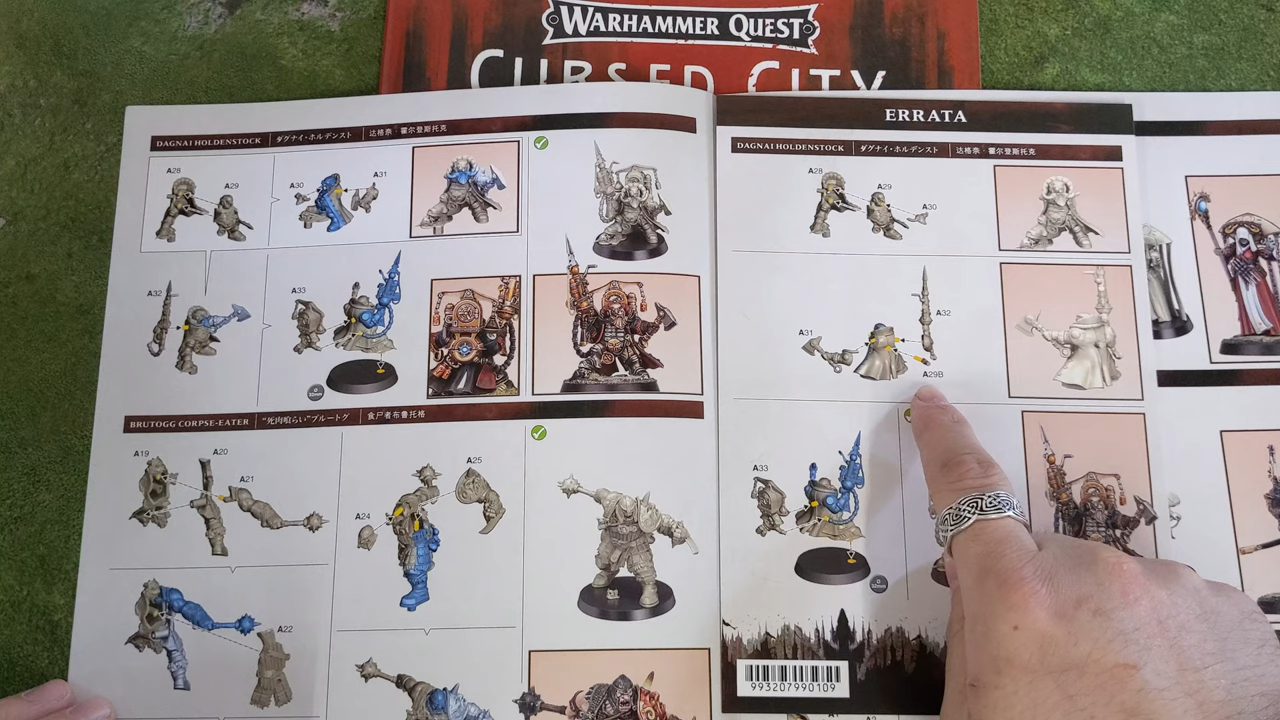 WARHAMMER QUEST
CURSED CITY
DAGNAI HOLDENSTOCK
ダグナイ・ホルデンスト
达格奈·霍尔登斯托克
A28
A29
A30
A31
A32
A33
32mm
BRUTOGG CORPSE-EATER
“死肉喰らい”ブルートグ
食尸者布鲁托格
A19
A20
A21
A24
A25
A22
ERRATA
DAGNAI HOLDENSTOCK
ダグナイ・ホルデンスト
达格奈·霍尔登斯托克
A28
A29
A30
A31
A32
A29B
A33
32mm
993207990109